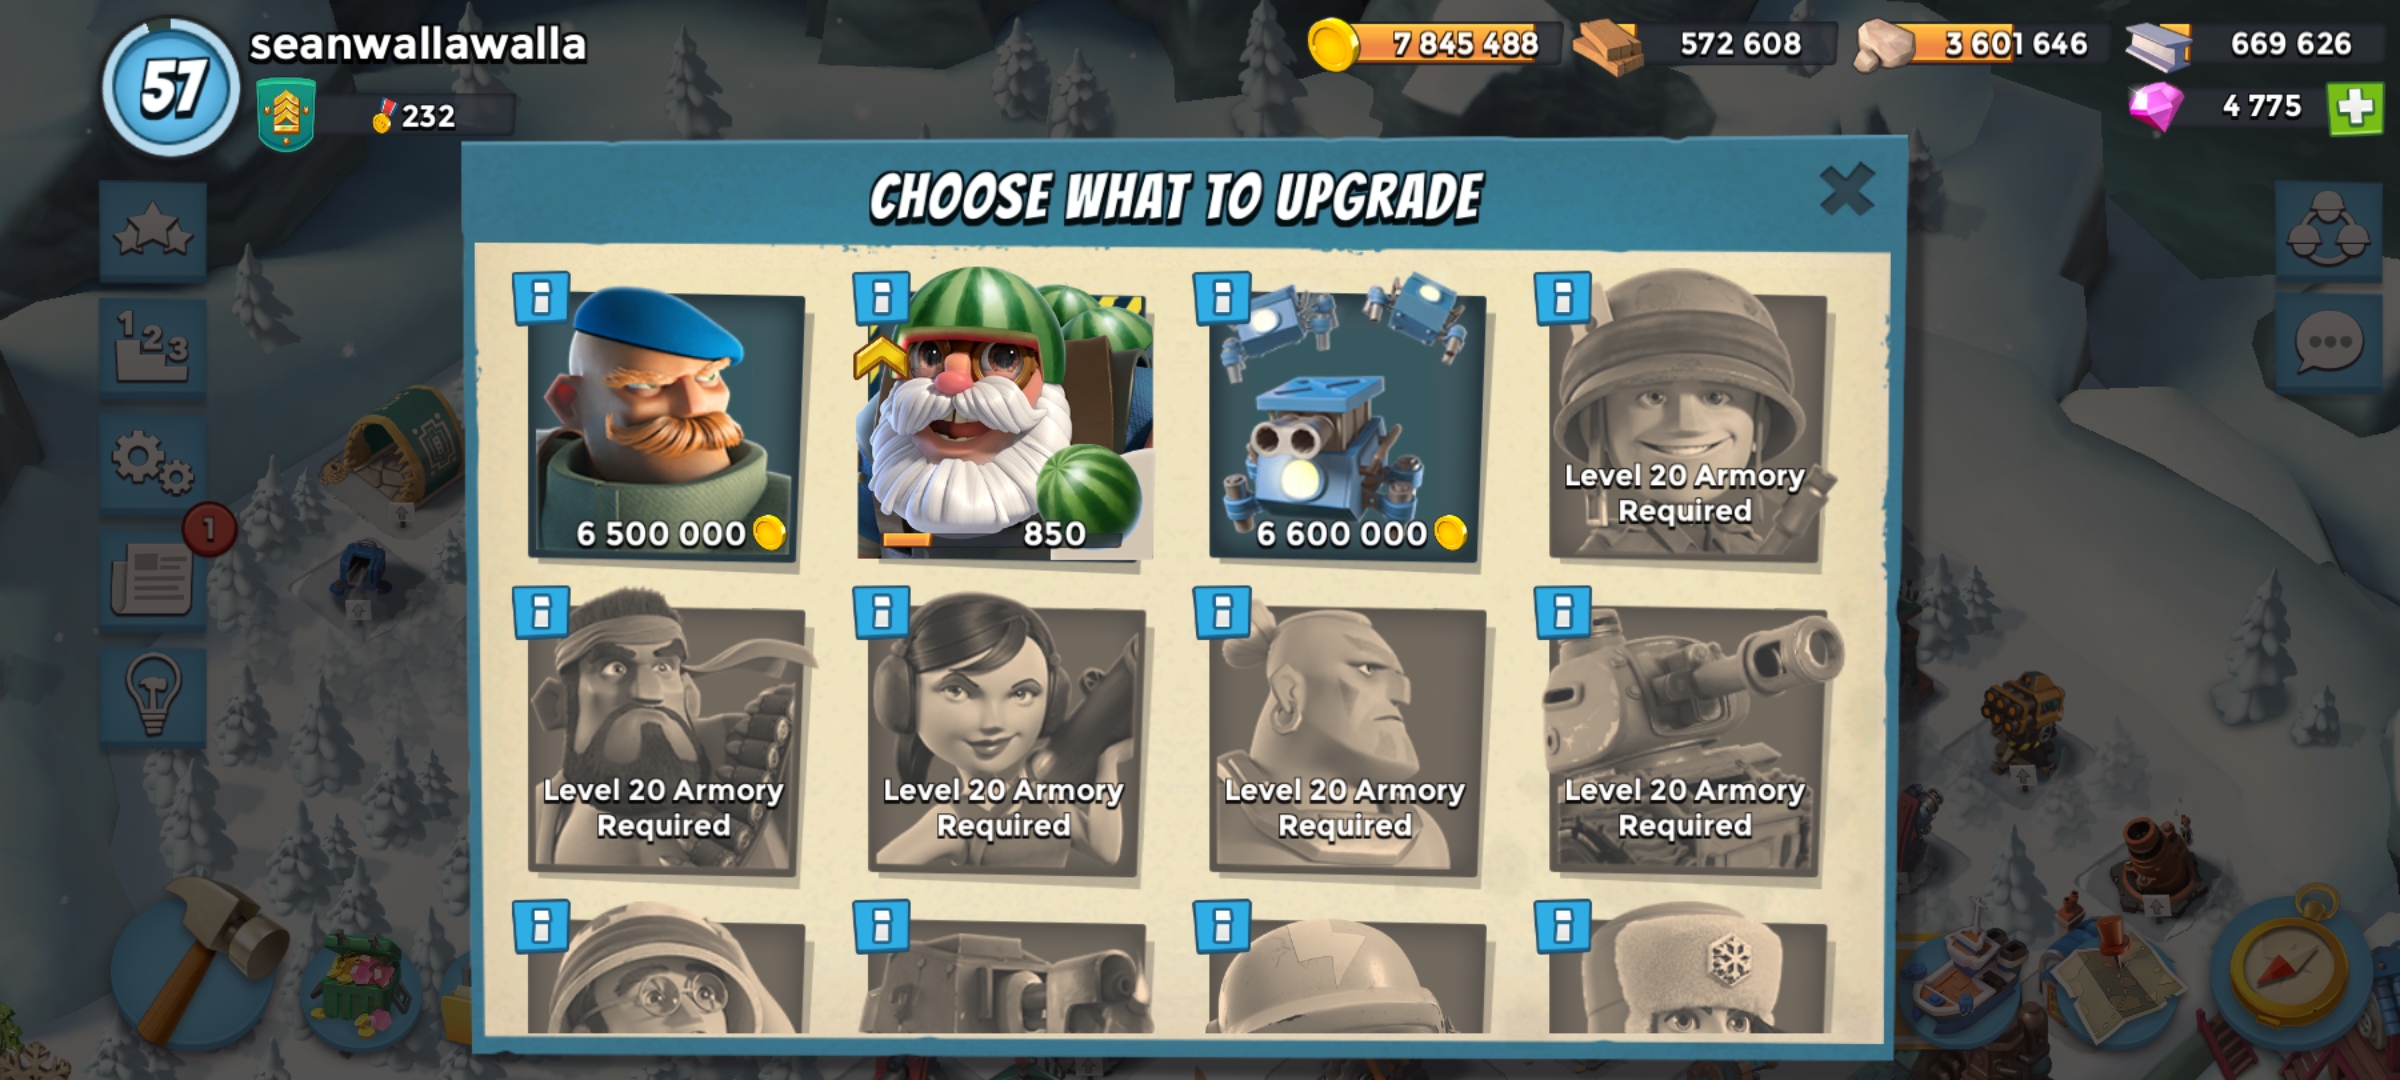 57
seanwallawalla
232
7 845 488
572 608
3 601 646
669 626
4 775
CHOOSE WHAT TO UPGRADE
123
1
6 500 000
850
6 600 000
Level 20 Armory
Required
Level 20 Armory
Required
Level 20 Armory
Required
Level 20 Armory
Required
Level 20 Armory
Required